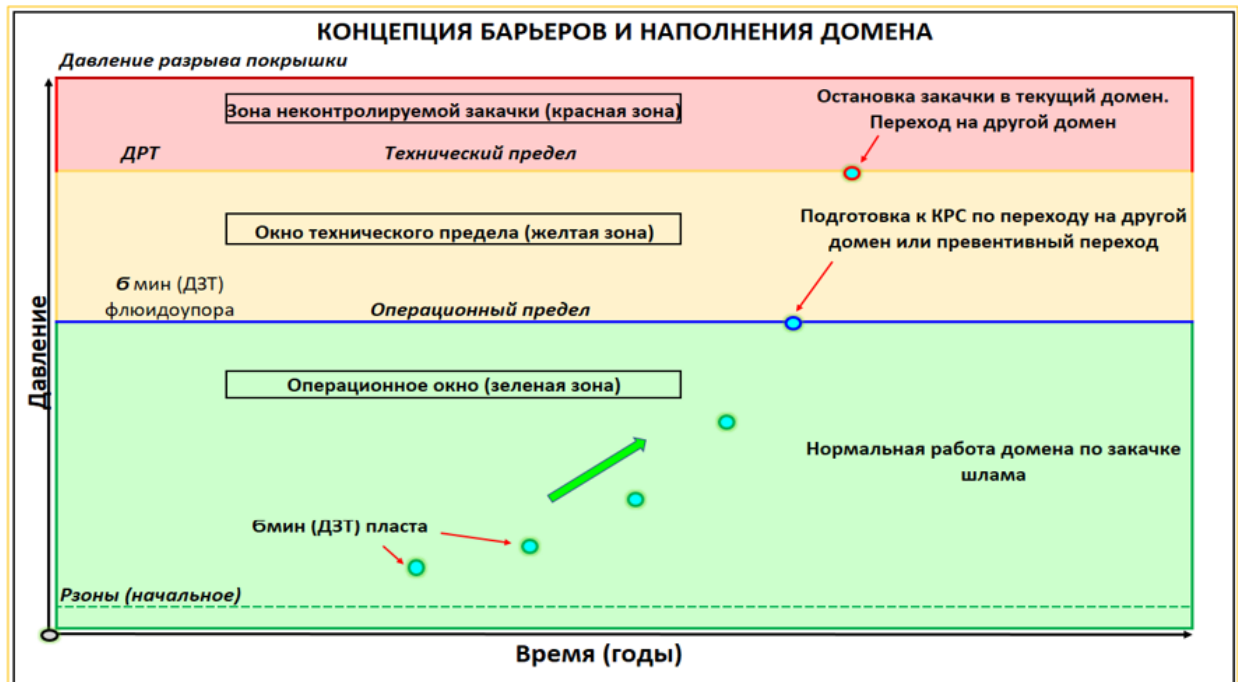 КОНЦЕПЦИЯ БАРЬЕРОВ И НАПОЛНЕНИЯ ДОМЕНА
Давление разрыва покрышки
Зона неконтролируемой закачки (красная зона)
Остановка закачки в текущий домен.
Переход на другой домен
ДРТ
Технический предел
Окно технического предела (желтая зона)
Подготовка к КРС по переходу на другой
домен или превентивный переход
б мин (ДЗТ)
флюидоупора
Операционный предел
Операционное окно (зеленая зона)
Нормальная работа домена по закачке
шлама
бмин (ДЗТ) пласта
Рзоны (начальное)
Давление
Время (годы)